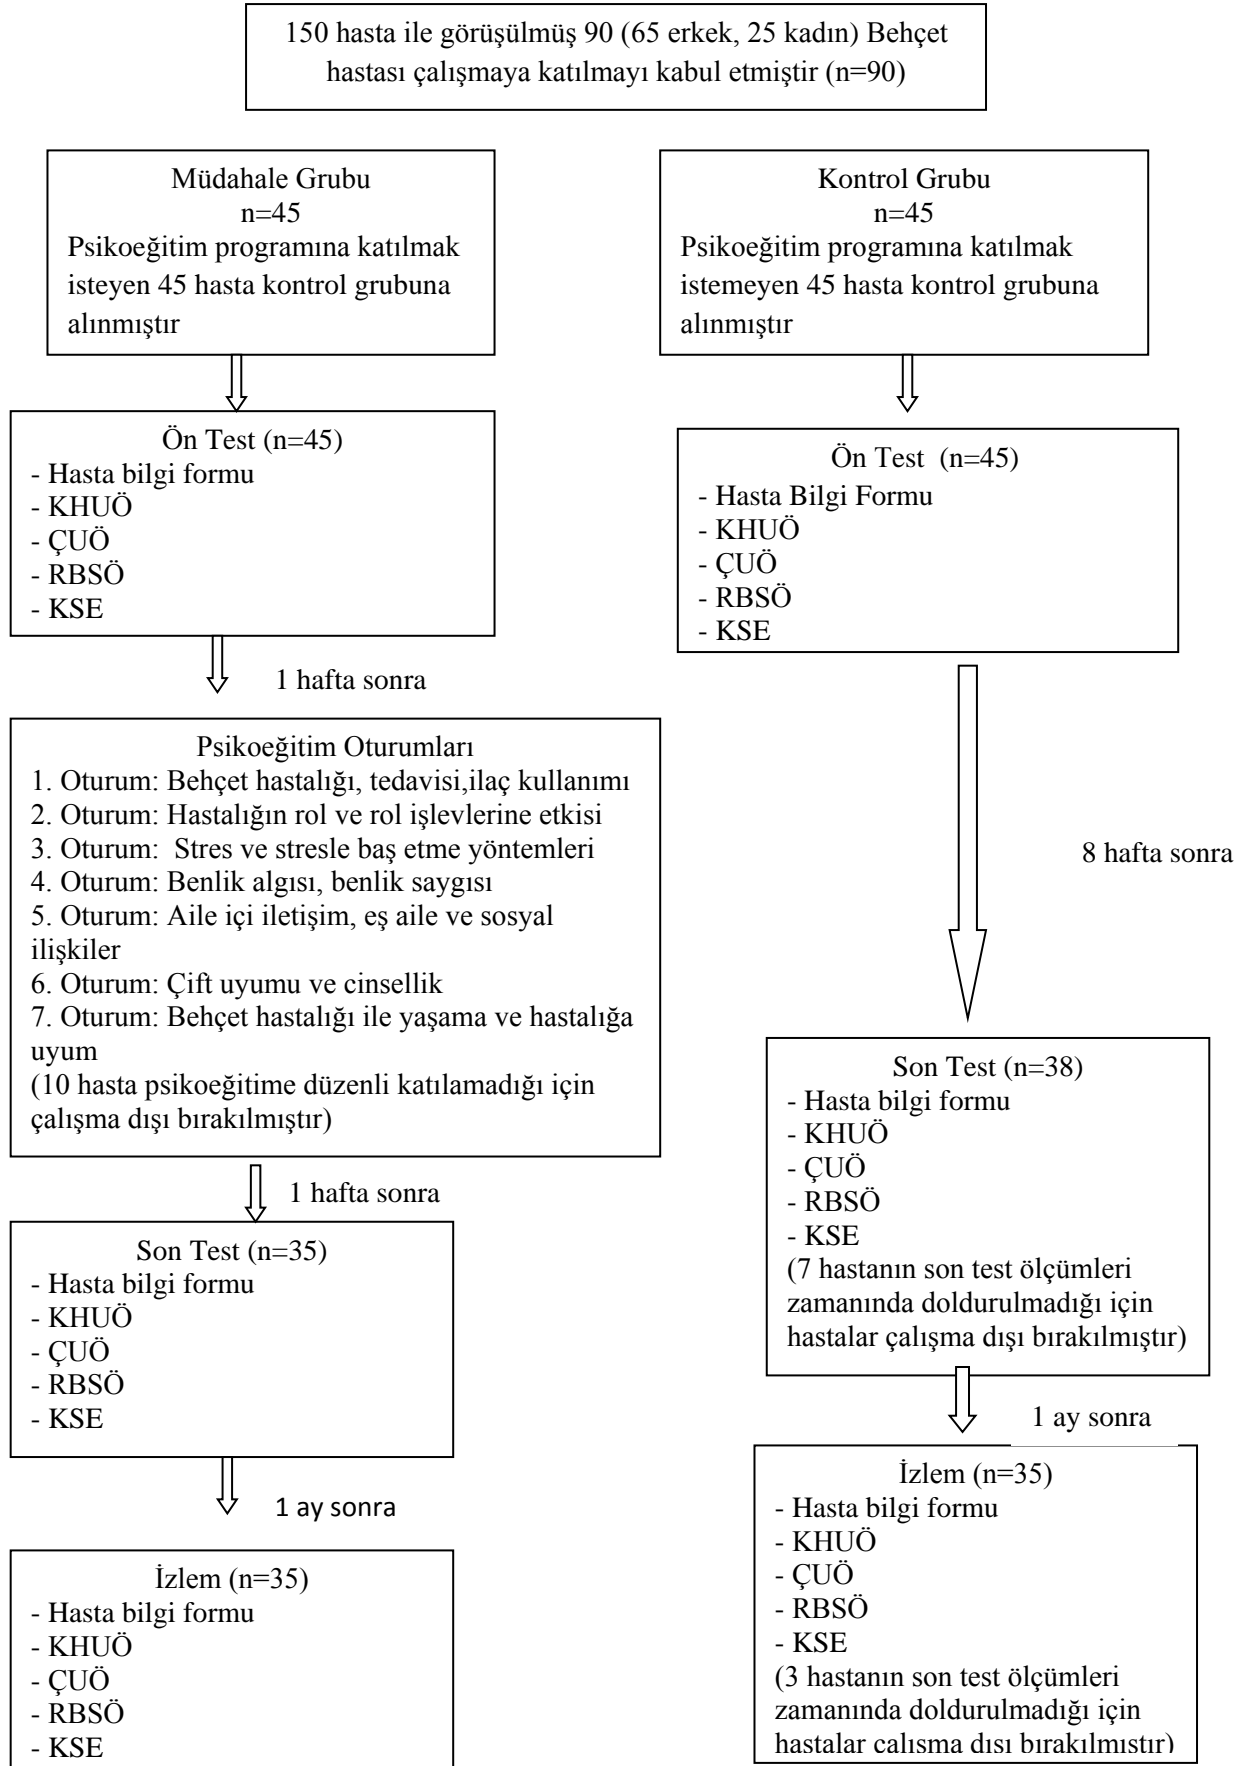 150 hasta ile görüşülmüş 90 (65 erkek, 25 kadın) Behçet
hastası çalışmaya katılmayı kabul etmiştir (n=90)
Müdahale Grubu
n=45
Psikoeğitim programına katılmak
isteyen 45 hasta kontrol grubuna
alınmıştır
Kontrol Grubu
n=45
Psikoeğitim programına katılmak
istemeyen 45 hasta kontrol grubuna
alınmıştır
Ön Test (n=45)
- Hasta bilgi formu
- KHUÖ
- ÇUÖ
- RBSÖ
- KSE
Ön Test (n=45)
- Hasta Bilgi Formu
- KHUÖ
- ÇUÖ
- RBSÖ
- KSE
1 hafta sonra
Psikoeğitim Oturumları
1. Oturum: Behçet hastalığı, tedavisi,ilaç kullanımı
2. Oturum: Hastalığın rol ve rol işlevlerine etkisi
3. Oturum: Stres ve stresle baş etme yöntemleri
4. Oturum: Benlik algısı, benlik saygısı
5. Oturum: Aile içi iletişim, eş aile ve sosyal
ilişkiler
6. Oturum: Çift uyumu ve cinsellik
7. Oturum: Behçet hastalığı ile yaşama ve hastalığa
uyum
(10 hasta psikoeğitime düzenli katılamadığı için
çalışma dışı bırakılmıştır)
8 hafta sonra
1 hafta sonra
Son Test (n=35)
- Hasta bilgi formu
- KHUÖ
- ÇUÖ
- RBSÖ
- KSE
Son Test (n=38)
- Hasta bilgi formu
- KHUÖ
- ÇUÖ
- RBSÖ
- KSE
(7 hastanın son test ölçümleri
zamanında doldurulmadığı için
hastalar çalışma dışı bırakılmıştır)
1 ay sonra
1 ay sonra
İzlem (n=35)
- Hasta bilgi formu
- KHUÖ
- ÇUÖ
- RBSÖ
- KSE
İzlem (n=35)
- Hasta bilgi formu
- KHUÖ
- ÇUÖ
- RBSÖ
- KSE
(3 hastanın son test ölçümleri
zamanında doldurulmadığı için
hastalar çalışma dışı bırakılmıştır)